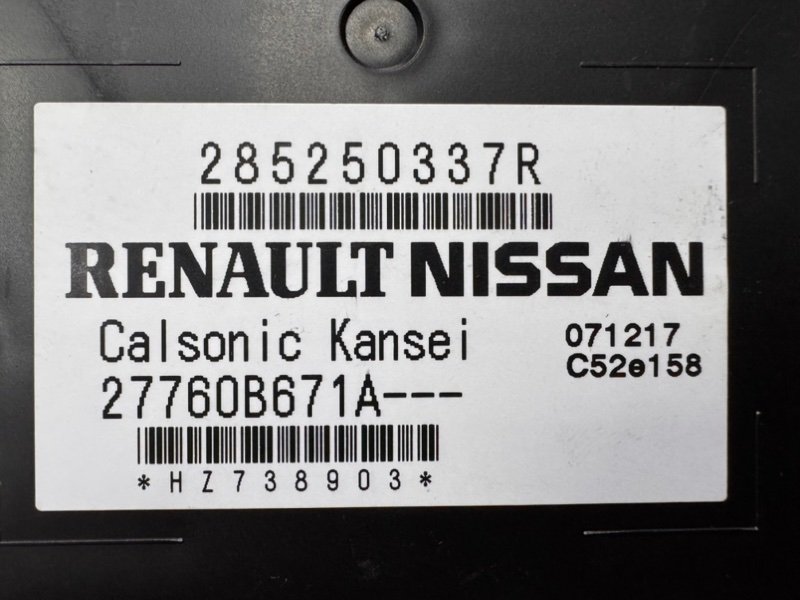 285250337R
RENAULT NISSAN
Calsonic Kansei 071217
27760B671A--- C52e158
*HZ738903*